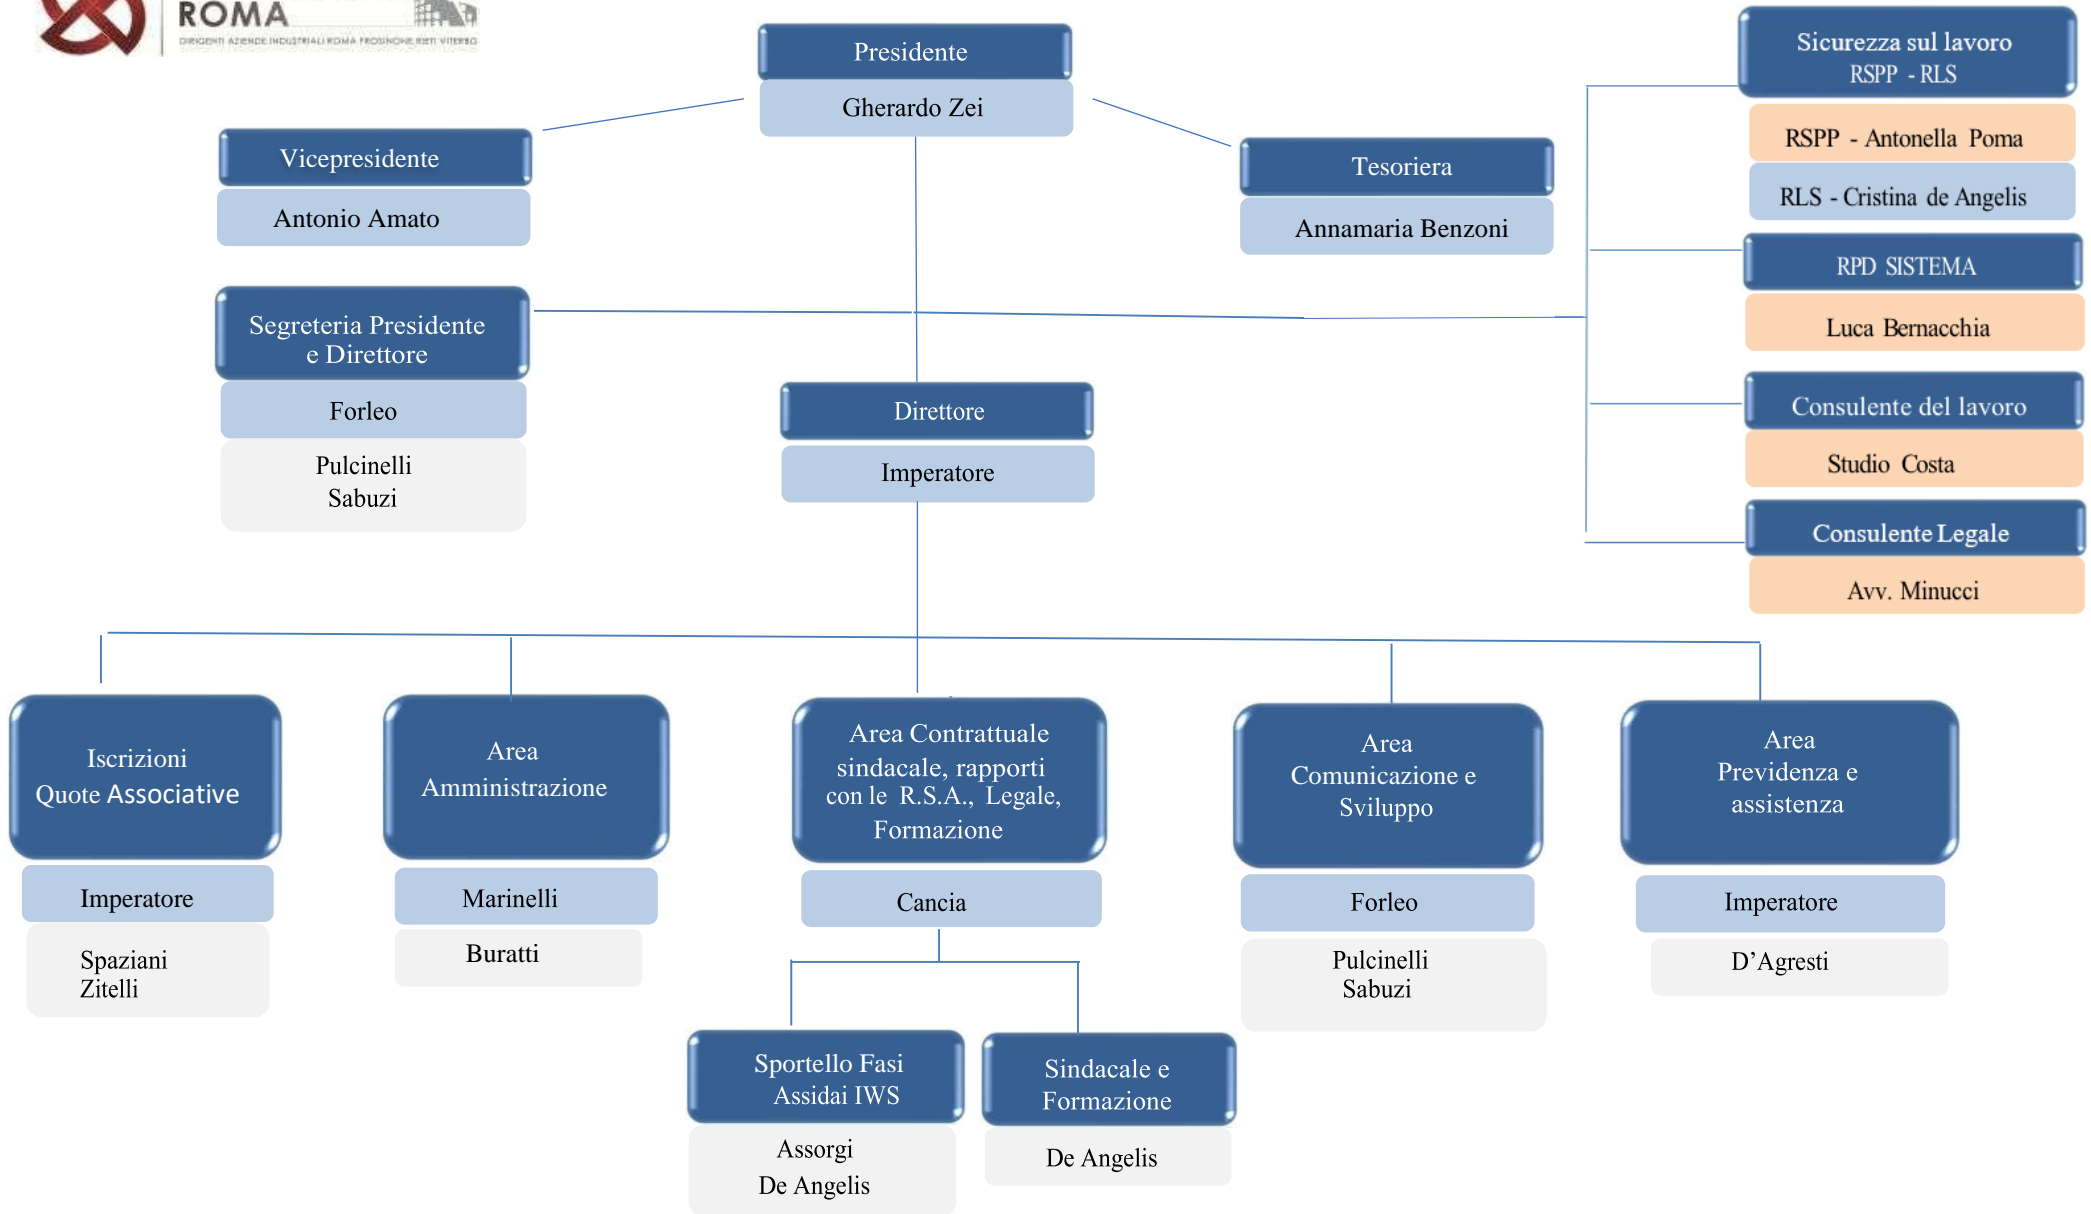 ROMA
DIRIGENTI AZIENDE INDUSTRIALI ROMA FROSINONE RIETI VITERBO
Presidente
Gherardo Zei
Vicepresidente
Antonio Amato
Tesoriera
Annamaria Benzoni
Sicurezza sul lavoro
RSPP - RLS
RSPP - Antonella Poma
RLS - Cristina de Angelis
RPD SISTEMA
Luca Bernacchia
Consulente del lavoro
Studio Costa
Consulente Legale
Avv. Minucci
Segreteria Presidente
e Direttore
Forleo
Pulcinelli
Sabuzi
Direttore
Imperatore
Iscrizioni
Quote Associative
Imperatore
Spaziani
Zitelli
Area
Amministrazione
Marinelli
Buratti
Area Contrattuale
sindacale, rapporti
con le R.S.A., Legale,
Formazione
Cancia
Sportello Fasi
Assidai IWS
Assorgi
De Angelis
Sindacale e
Formazione
De Angelis
Area
Comunicazione e
Sviluppo
Forleo
Pulcinelli
Sabuzi
Area
Previdenza e
assistenza
Imperatore
D’Agresti